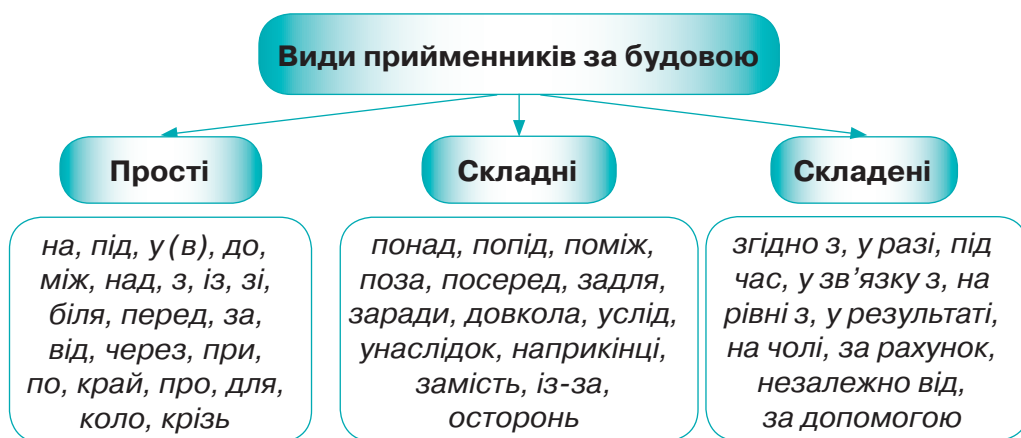 Види прийменників за будовою
Прості
на, під, у (в), до,
між, над, з, із, зі,
біля, перед, за,
від, через, при,
по, край, про, для,
коло, крізь
Складні
понад, попід, поміж,
поза, посеред, задля,
заради, довкола, услід,
унаслідок, наприкінці,
замість, із-за,
осторонь
Складені
згідно з, у разі, під
час, у зв’язку з, на
рівні з, у результаті,
на чолі, за рахунок,
незалежно від,
за допомогою